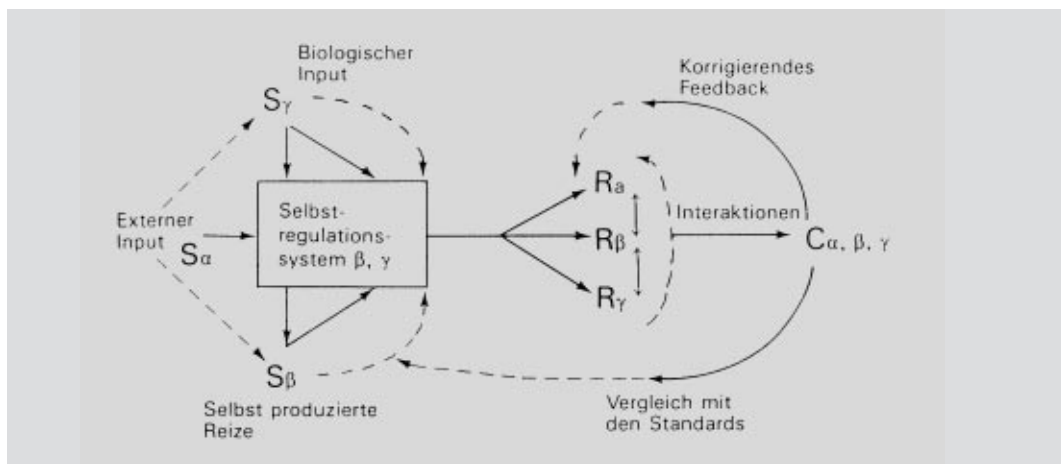 Biologischer
Input
Sγ
Externer
Input
Sα
Selbst-
regulations-
system β, γ
Sβ
Selbst produzierte
Reize
Ra
Rβ
Rγ
Interaktionen
Korrigierendes
Feedback
Cα, β, γ
Vergleich mit
den Standards